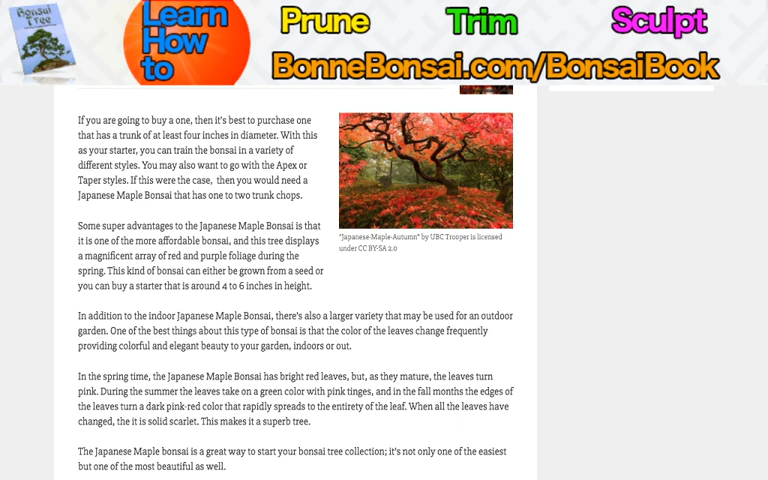 Bonsai
Tree
Learn
How
to
Prune Trim Sculpt
BonneBonsai.com/BonsaiBook
If you are going to buy a one, then it's best to purchase one
that has a trunk of at least four inches in diameter. With this
as your starter, you can train the bonsai in a variety of
different styles. You may also want to go with the Apex or
Taper styles. If this were the case, then you would need a
Japanese Maple Bonsai that has one to two trunk chops.
"Japanese-Maple-Autumn" by UBC Trooper is licensed
under CC BY-SA 2.0
Some super advantages to the Japanese Maple Bonsai is that
it is one of the more affordable bonsai, and this tree displays
a magnificent array of red and purple foliage during the
spring. This kind of bonsai can either be grown from a seed or
you can buy a starter that is around 4 to 6 inches in height.
In addition to the indoor Japanese Maple Bonsai, there's also a larger variety that may be used for an outdoor
garden. One of the best things about this type of bonsai is that the color of the leaves change frequently
providing colorful and elegant beauty to your garden, indoors or out.
In the spring time, the Japanese Maple Bonsai has bright red leaves, but, as they mature, the leaves turn
pink. During the summer the leaves take on a green color with pink tinges, and in the fall months the edges of
the leaves turn a dark pink-red color that rapidly spreads to the entirety of the leaf. When all the leaves have
changed, the it is solid scarlet. This makes it a superb tree.
The Japanese Maple bonsai is a great way to start your bonsai tree collection; it's not only one of the easiest
but one of the most beautiful as well.